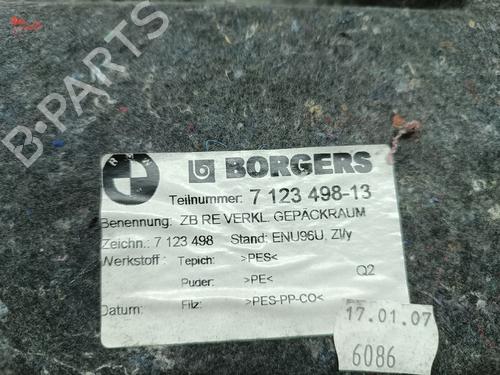 B-PARTS
BMW
BORGERS
Teilnummer: 7 123 498-13
Benennung: ZB RE VERKL. GEPÄCKRAUM
Zeichn.: 7 123 498 Stand: ENU96U, ZI/y
Werkstoff: Tepich: >PES<
Puder: >PE< Q2
Datum: Filz: >PES-PP-CO<
17.01.07
6086